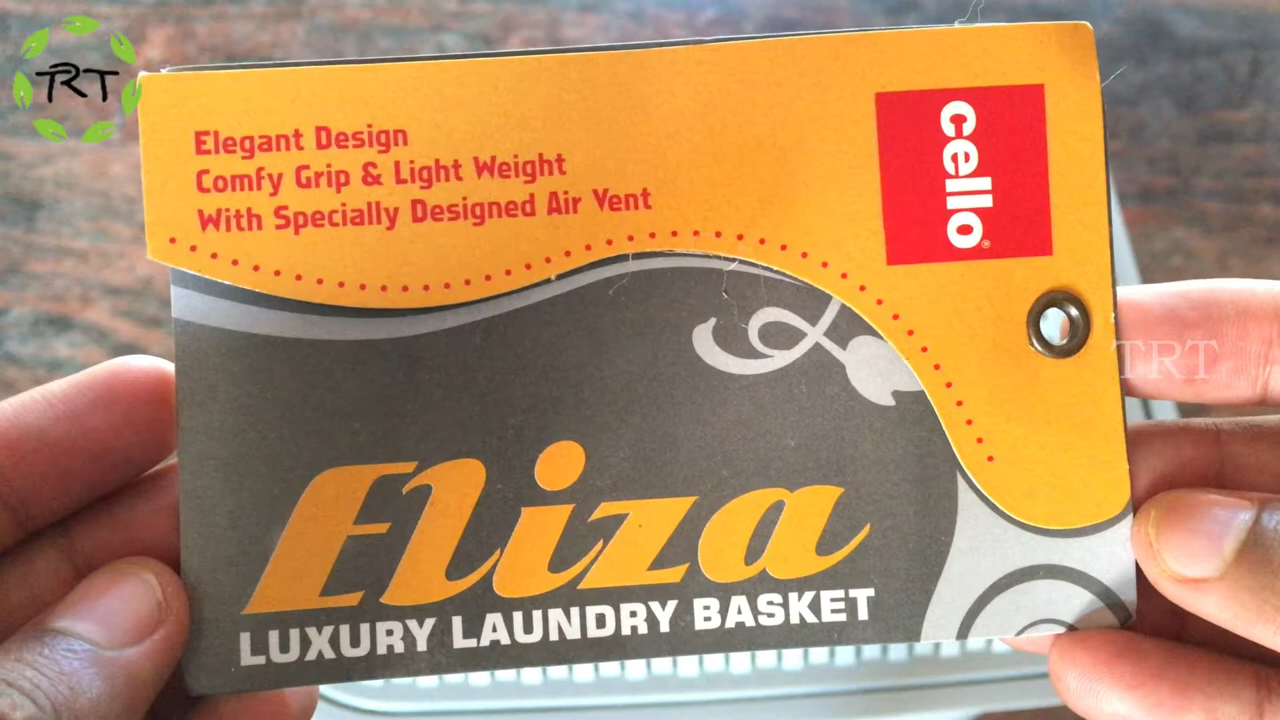 TRT
Elegant Design
Comfy Grip & Light Weight
With Specially Designed Air Vent
cello®
TRT
Eliza
LUXURY LAUNDRY BASKET